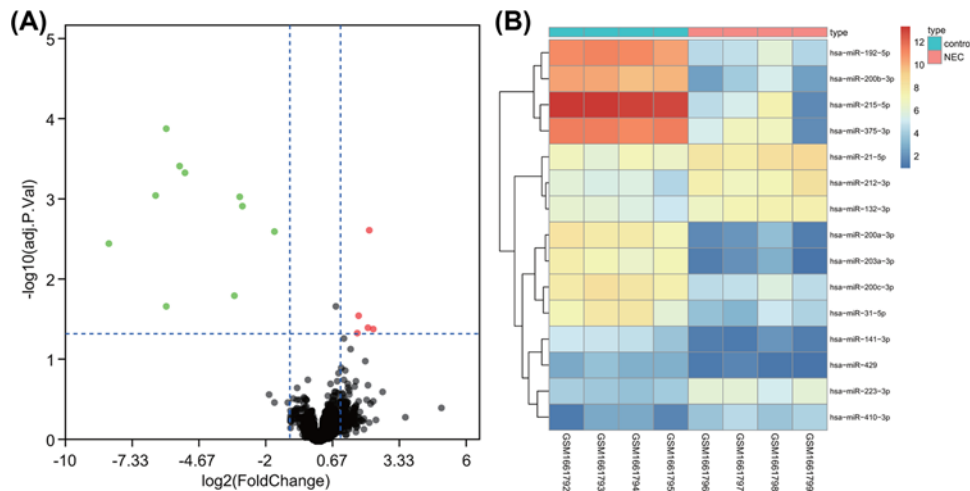 (A)
5
4
3
2
1
0
-log10(adj.P.Val)
-10 -7.33 -4.67 -2 0.67 3.33 6
log2(FoldChange)
(B)
type
hsa-miR-192-5p
hsa-miR-200b-3p
hsa-miR-215-5p
hsa-miR-375-3p
hsa-miR-21-5p
hsa-miR-212-3p
hsa-miR-132-3p
hsa-miR-200a-3p
hsa-miR-203a-3p
hsa-miR-200c-3p
hsa-miR-31-5p
hsa-miR-141-3p
hsa-miR-429
hsa-miR-223-3p
hsa-miR-410-3p
GSM1661792
GSM1661793
GSM1661794
GSM1661795
GSM1661796
GSM1661797
GSM1661798
GSM1661799
12
10
8
6
4
2
type
control
NEC